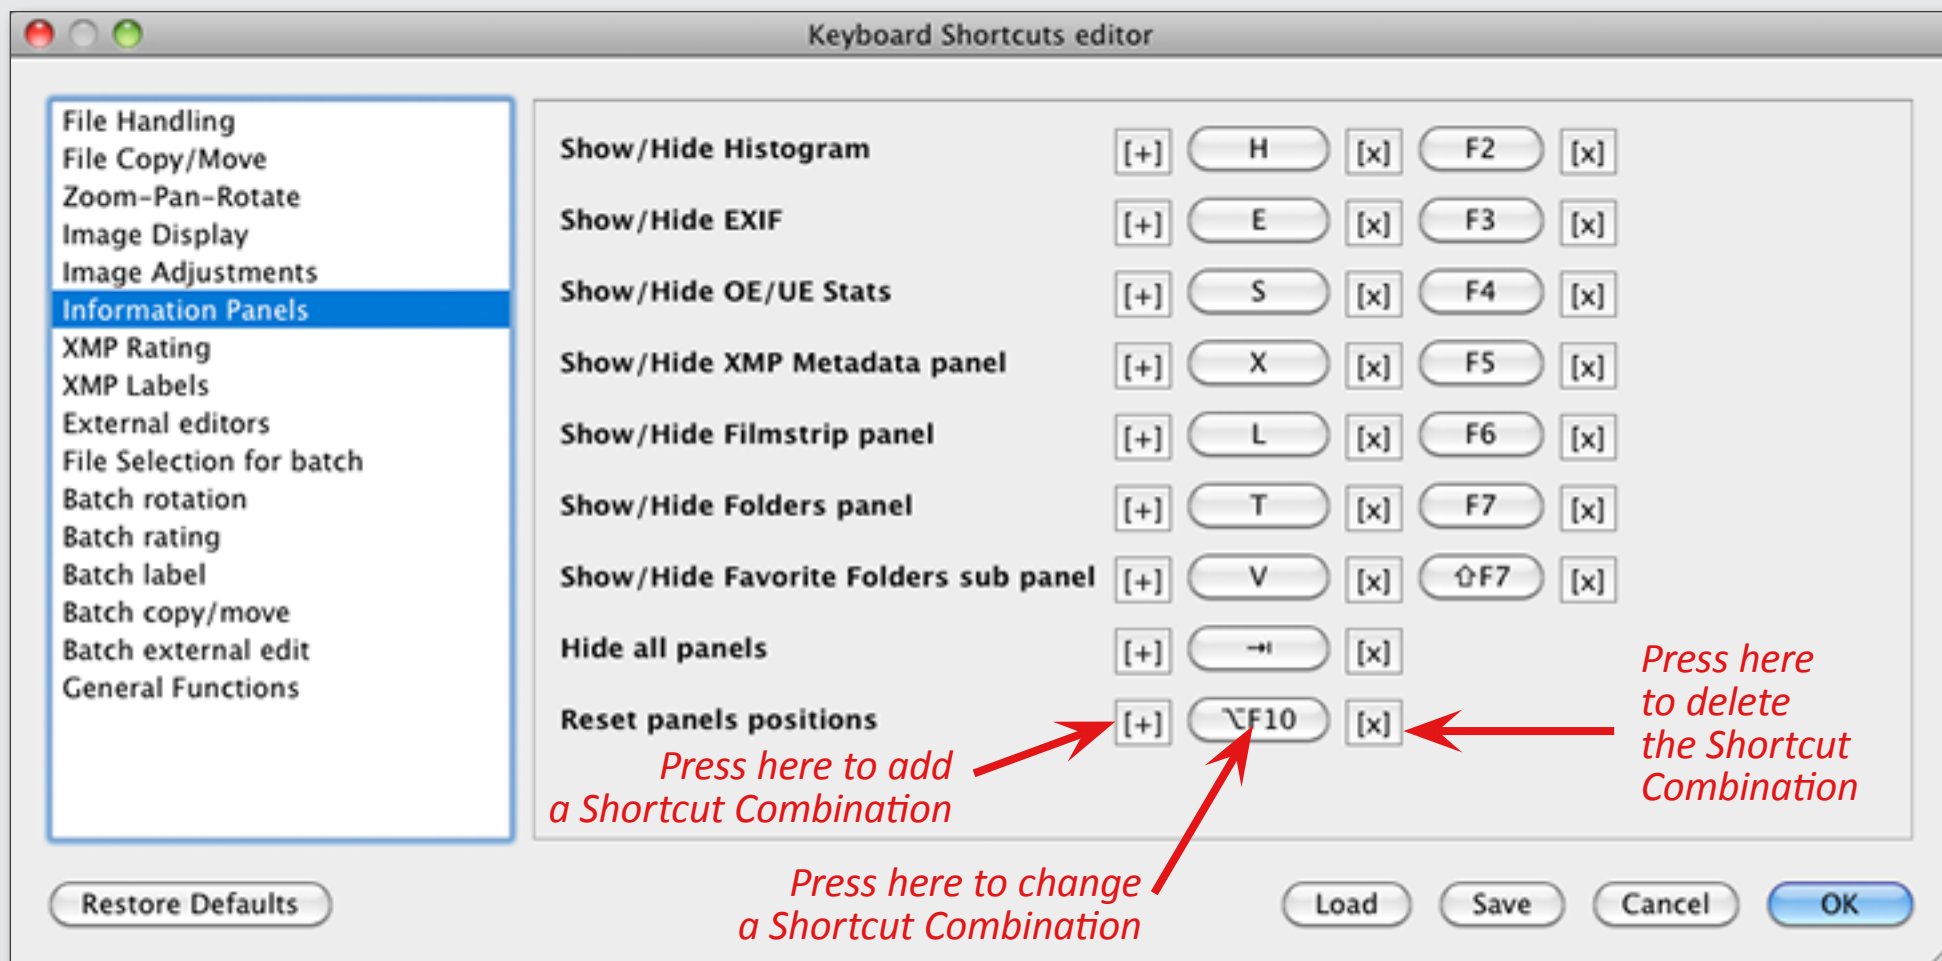 Keyboard Shortcuts editor
File Handling
File Copy/Move
Zoom-Pan-Rotate
Image Display
Image Adjustments
Information Panels
XMP Rating
XMP Labels
External editors
File Selection for batch
Batch rotation
Batch rating
Batch label
Batch copy/move
Batch external edit
General Functions
Show/Hide Histogram [+] H [x] F2 [x]
Show/Hide EXIF [+] E [x] F3 [x]
Show/Hide OE/UE Stats [+] S [x] F4 [x]
Show/Hide XMP Metadata panel [+] X [x] F5 [x]
Show/Hide Filmstrip panel [+] L [x] F6 [x]
Show/Hide Folders panel [+] T [x] F7 [x]
Show/Hide Favorite Folders sub panel [+] V [x] ⇧F7 [x]
Hide all panels [+] ⇥ [x]
Reset panels positions [+] ⌥F10 [x]
Press here to add
a Shortcut Combination
Press here
to delete
the Shortcut
Combination
Press here to change
a Shortcut Combination
Restore Defaults Load Save Cancel OK